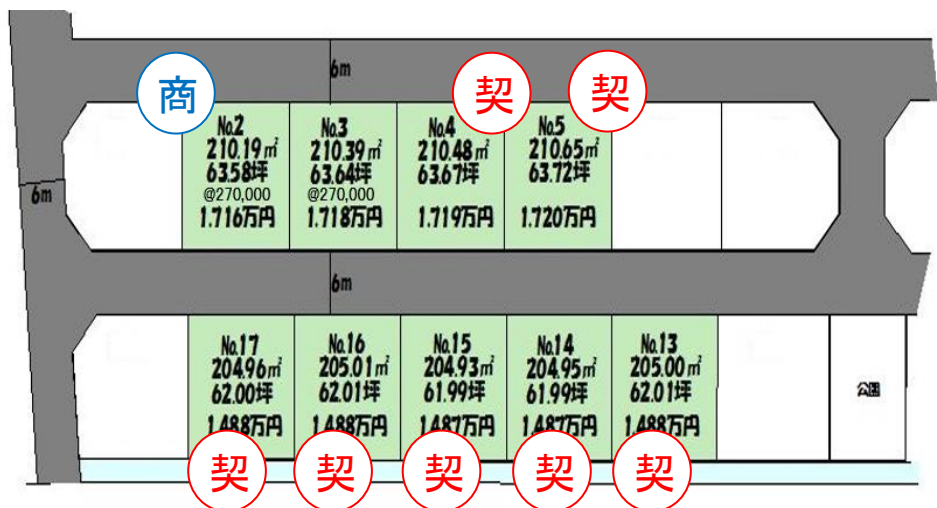 6m
商
契
契
No.2
210.19㎡
63.58坪
@270,000
1.716万円
No.3
210.39㎡
63.64坪
@270,000
1.718万円
No.4
210.48㎡
63.67坪
1.719万円
No.5
210.65㎡
63.72坪
1.720万円
6m
6m
No.17
204.96㎡
62.00坪
1.488万円
No.16
205.01㎡
62.01坪
1.488万円
No.15
204.93㎡
61.99坪
1.487万円
No.14
204.95㎡
61.99坪
1.487万円
No.13
205.00㎡
62.01坪
1.488万円
公園
契
契
契
契
契